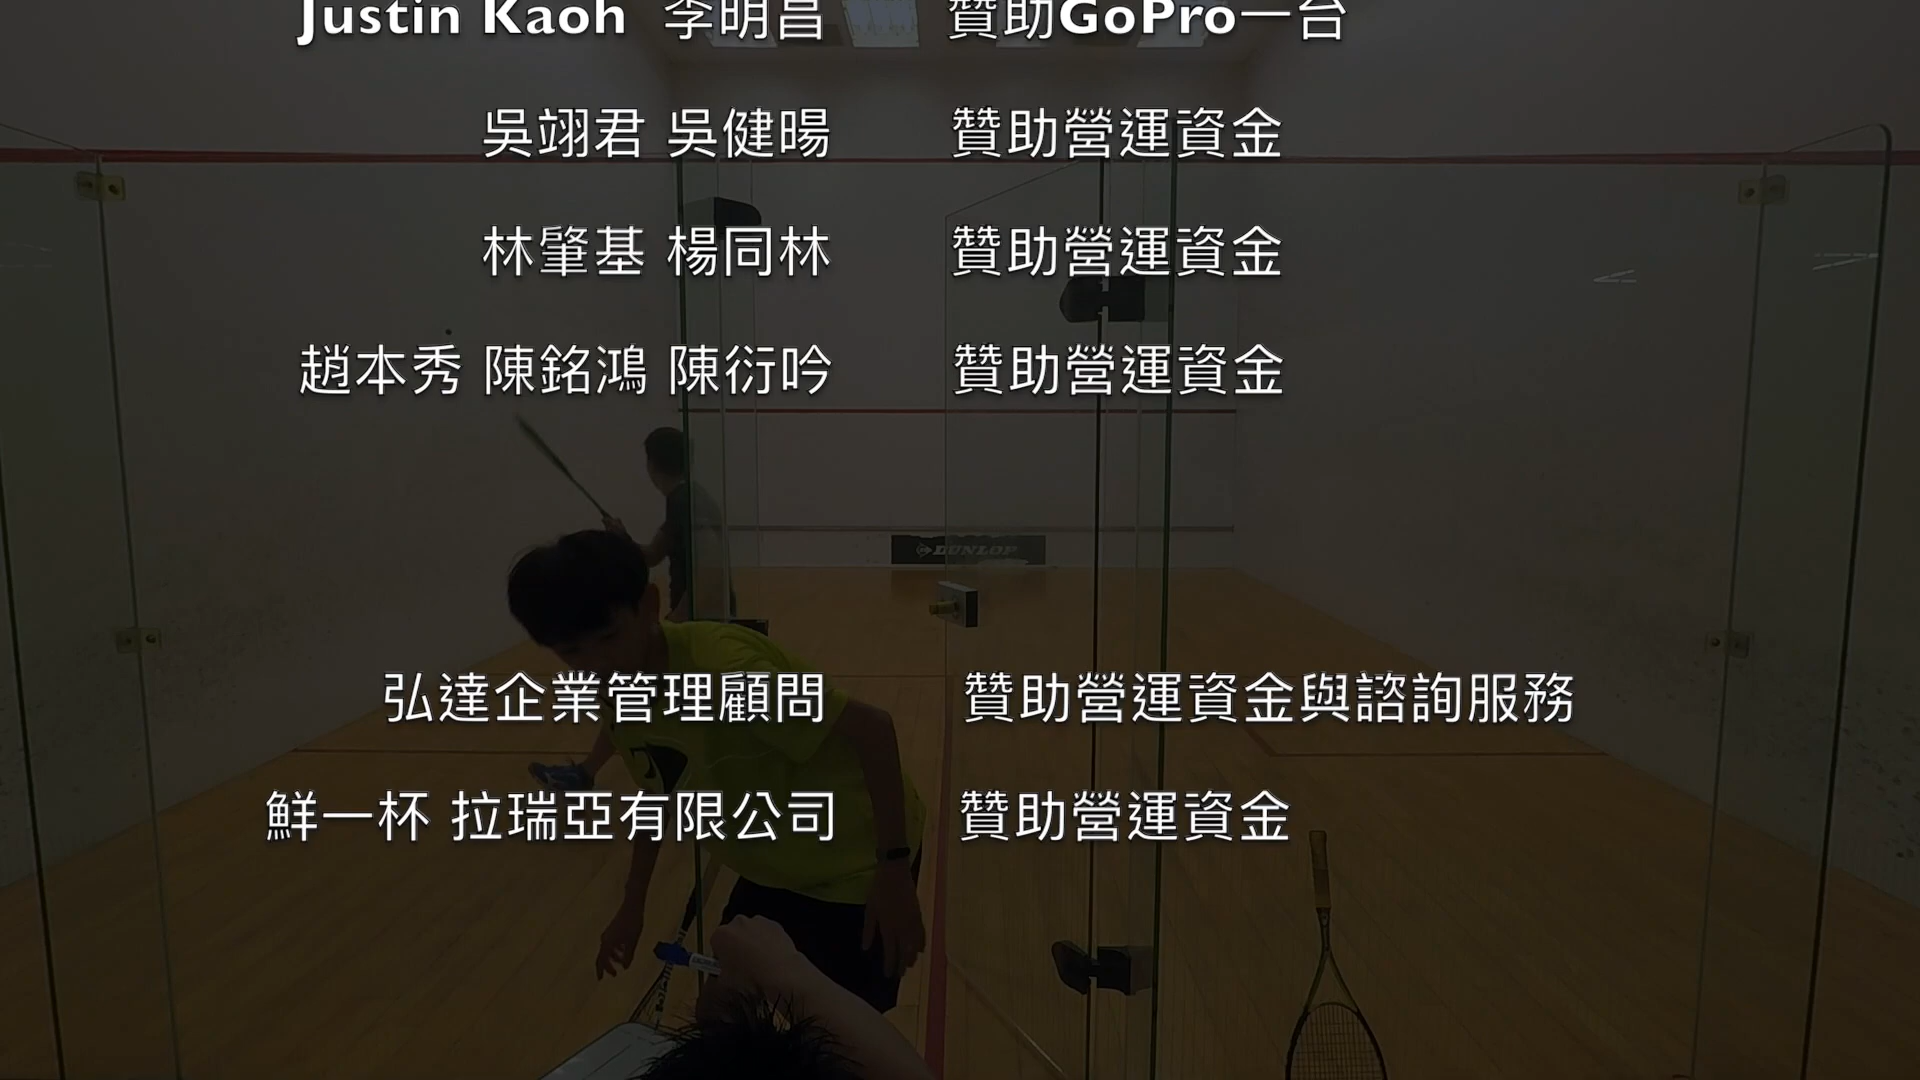 Justin Kaoh 李明昌 贊助GoPro一台
吳翊君 吳健暘 贊助營運資金
林肇基 楊同林 贊助營運資金
趙本秀 陳銘鴻 陳衍吟 贊助營運資金
DUNLOP
弘達企業管理顧問 贊助營運資金與諮詢服務
鮮一杯 拉瑞亞有限公司 贊助營運資金